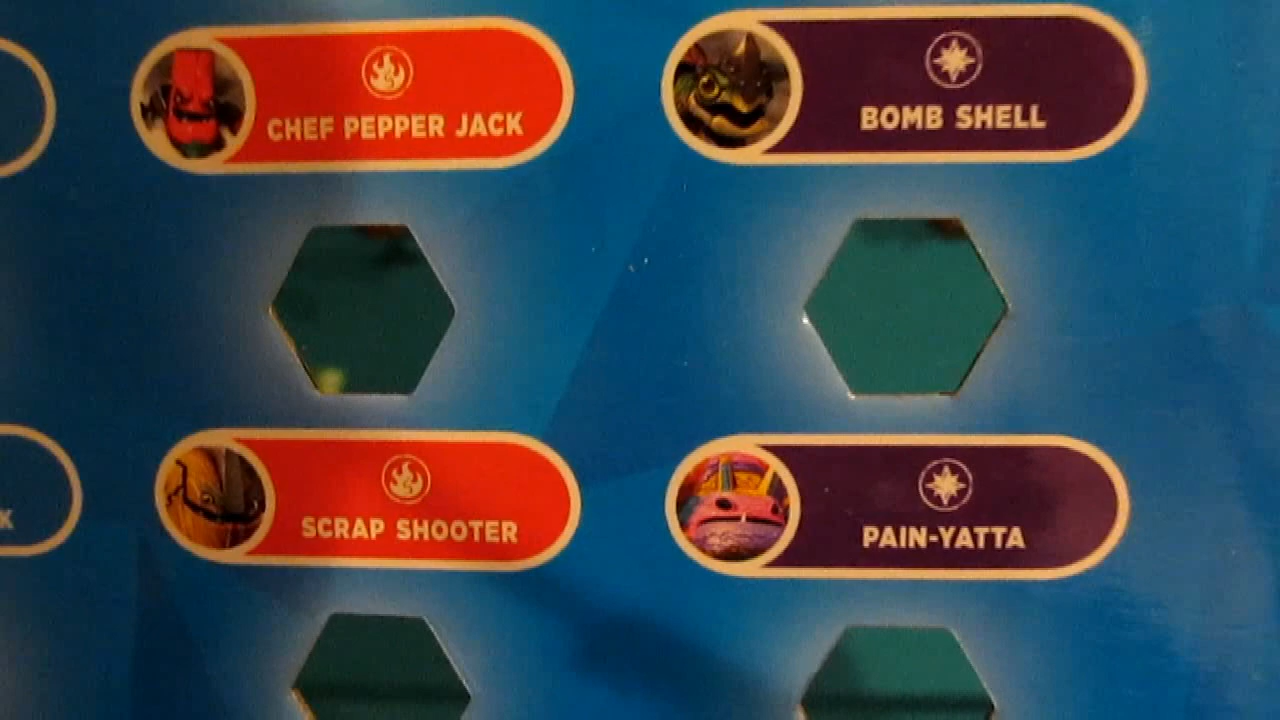 CHEF PEPPER JACK
BOMB SHELL
K
SCRAP SHOOTER
PAIN-YATTA